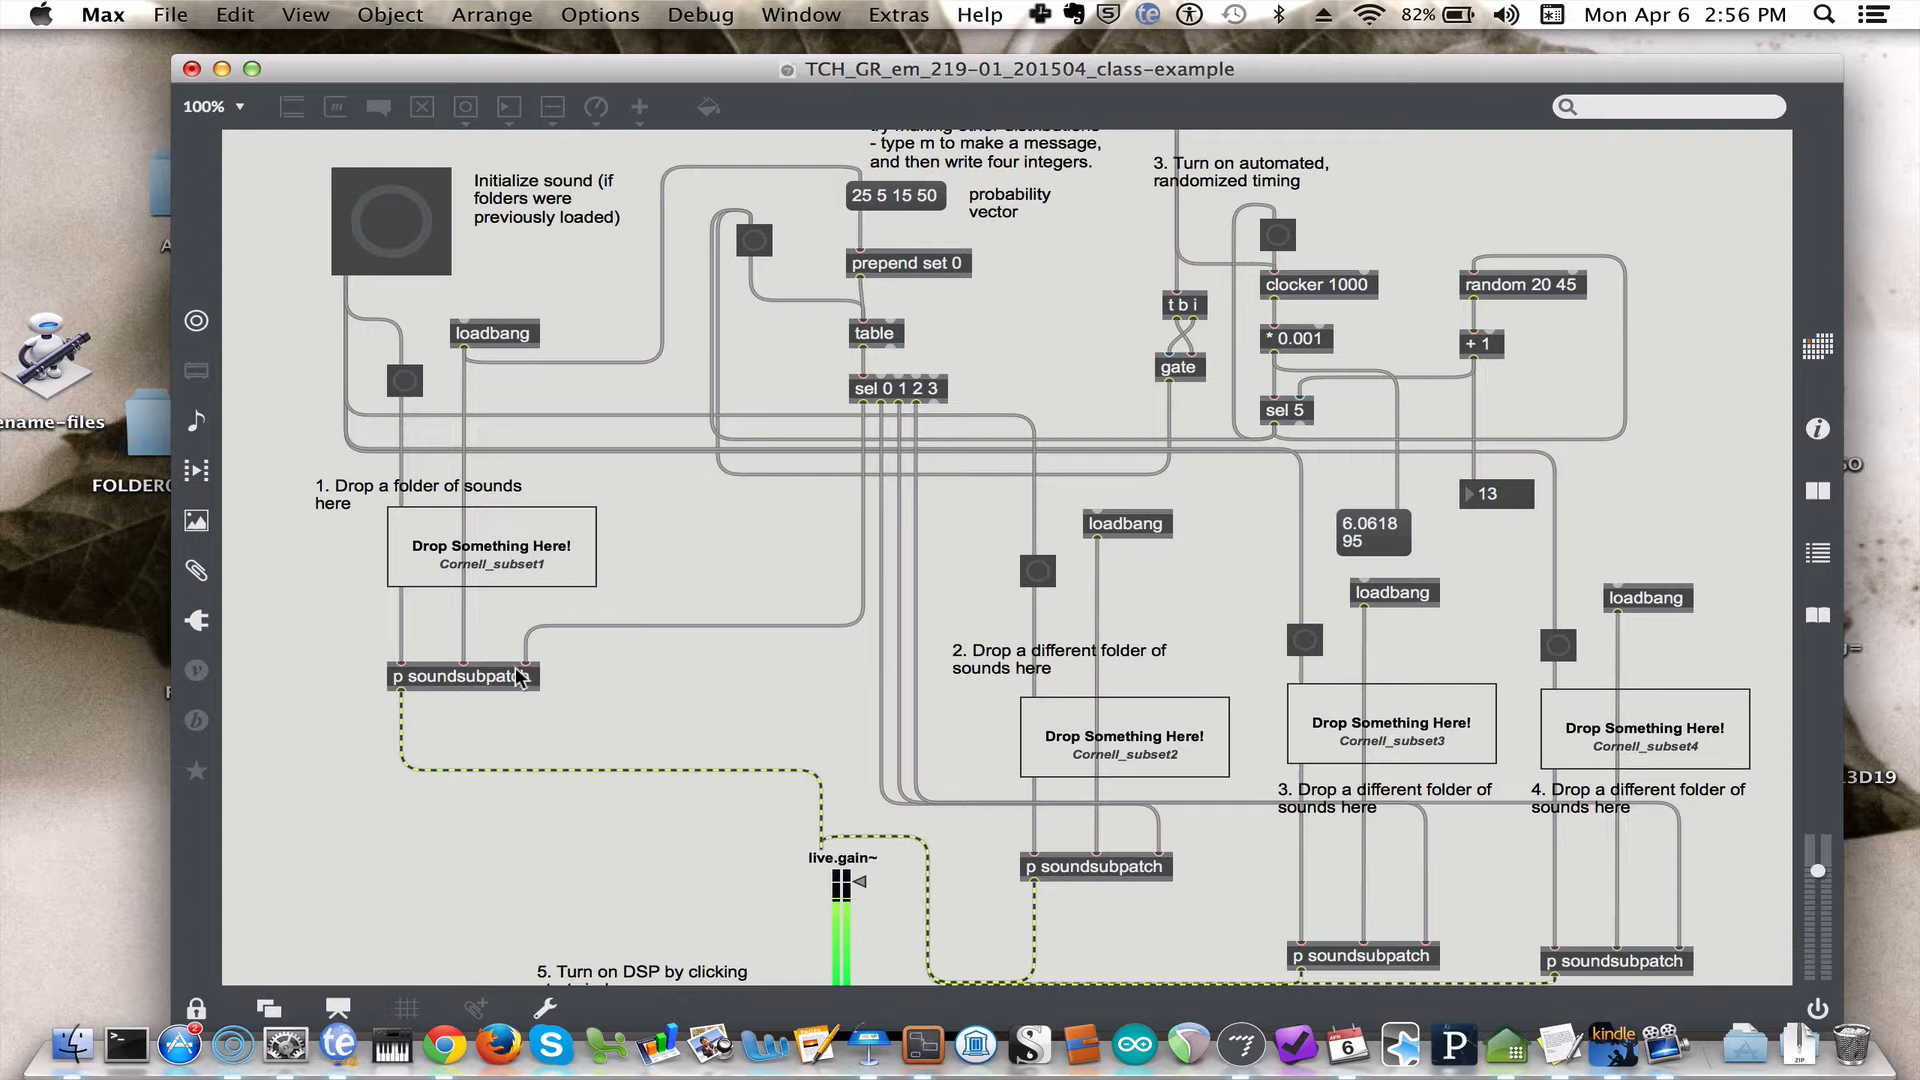 Max File Edit View Object Arrange Options Debug Window Extras Help 82% Mon Apr 6 2:56 PM
TCH_GR_em_219-01_201504_class-example
100%
try making other distributions
- type m to make a message,
and then write four integers.
3. Turn on automated,
randomized timing
Initialize sound (if
folders were
previously loaded)
25 5 15 50
probability
vector
prepend set 0
clocker 1000
random 20 45
t b i
loadbang
table
* 0.001
+ 1
gate
sel 0 1 2 3
sel 5
ename-files
FOLDER
1. Drop a folder of sounds
here
13
6.0618
95
loadbang
Drop Something Here!
Cornell_subset1
loadbang
loadbang
2. Drop a different folder of
sounds here
p soundsubpatch
Drop Something Here!
Cornell_subset2
Drop Something Here!
Cornell_subset3
Drop Something Here!
Cornell_subset4
3D19
3. Drop a different folder of
sounds here
4. Drop a different folder of
sounds here
live.gain~
p soundsubpatch
p soundsubpatch
p soundsubpatch
5. Turn on DSP by clicking
kindle
ZIP